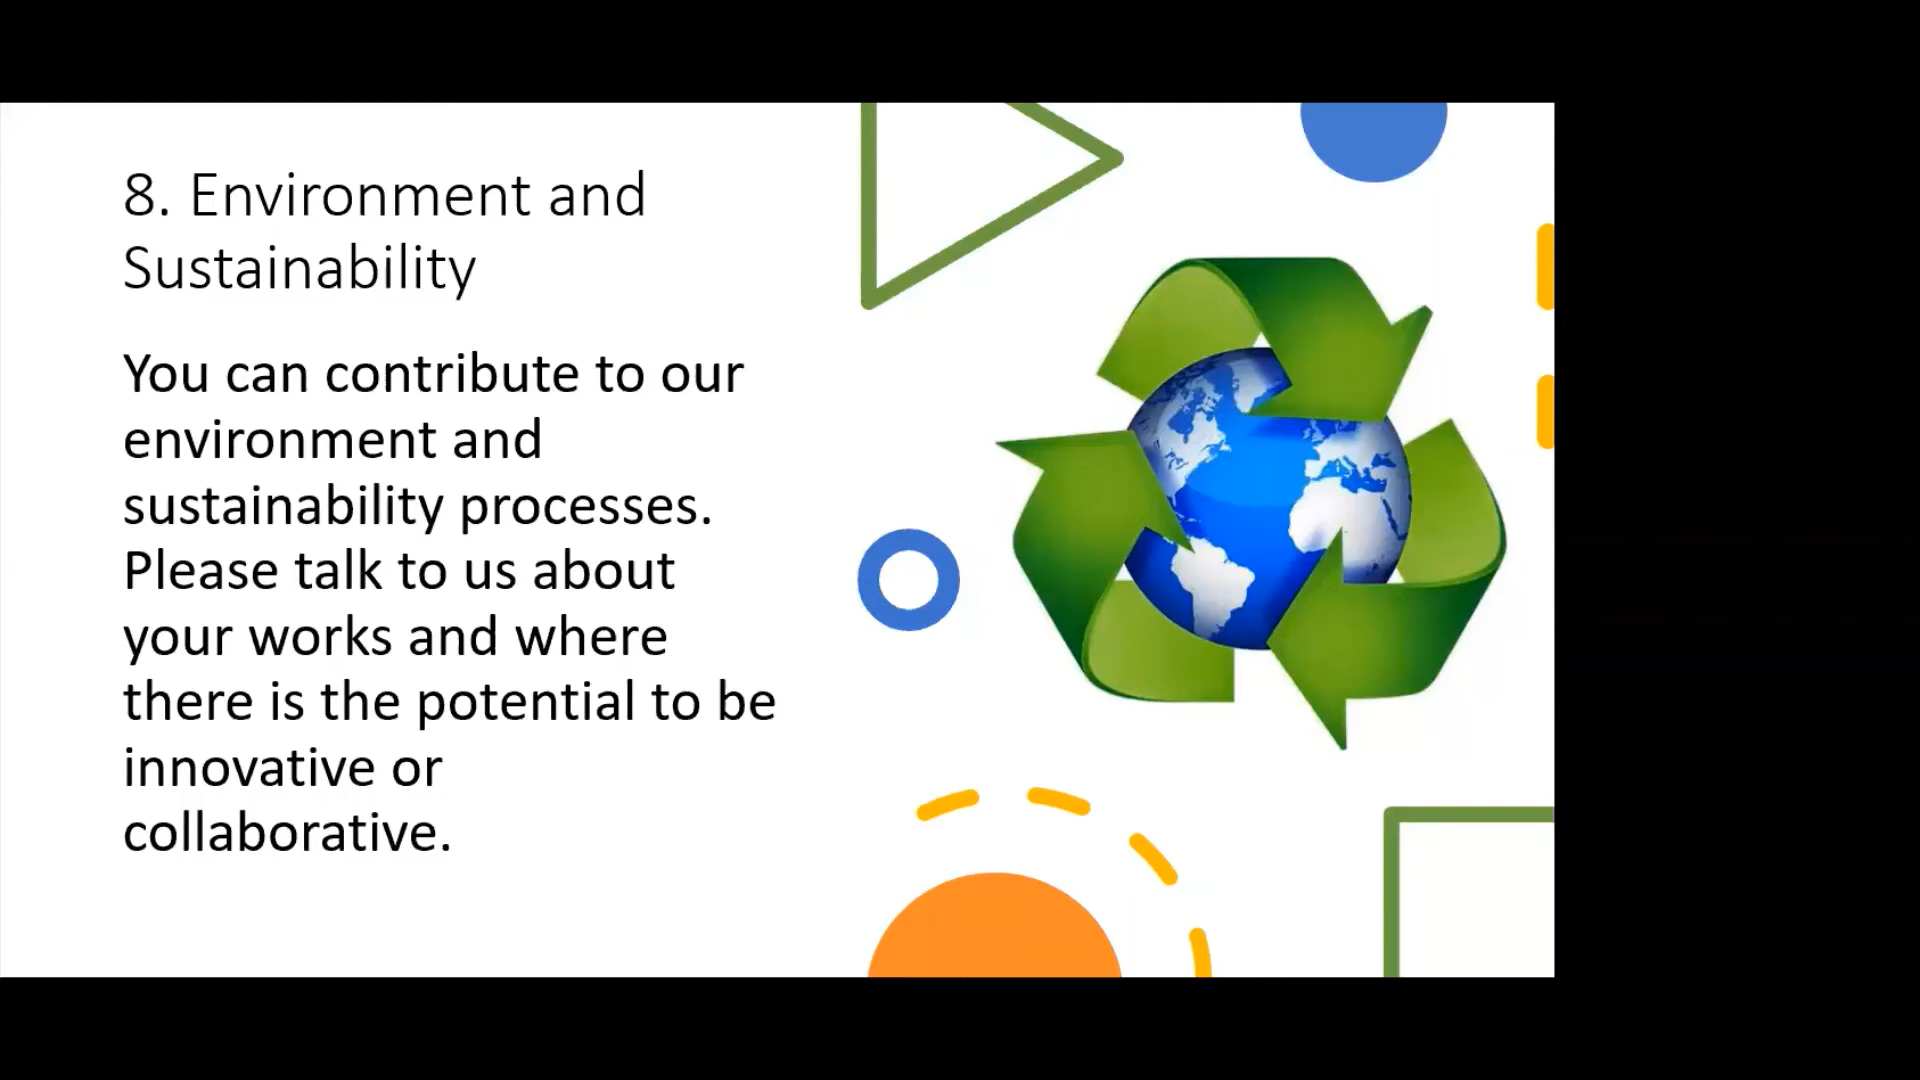 8. Environment and
Sustainability
You can contribute to our
environment and
sustainability processes.
Please talk to us about
your works and where
there is the potential to be
innovative or
collaborative.